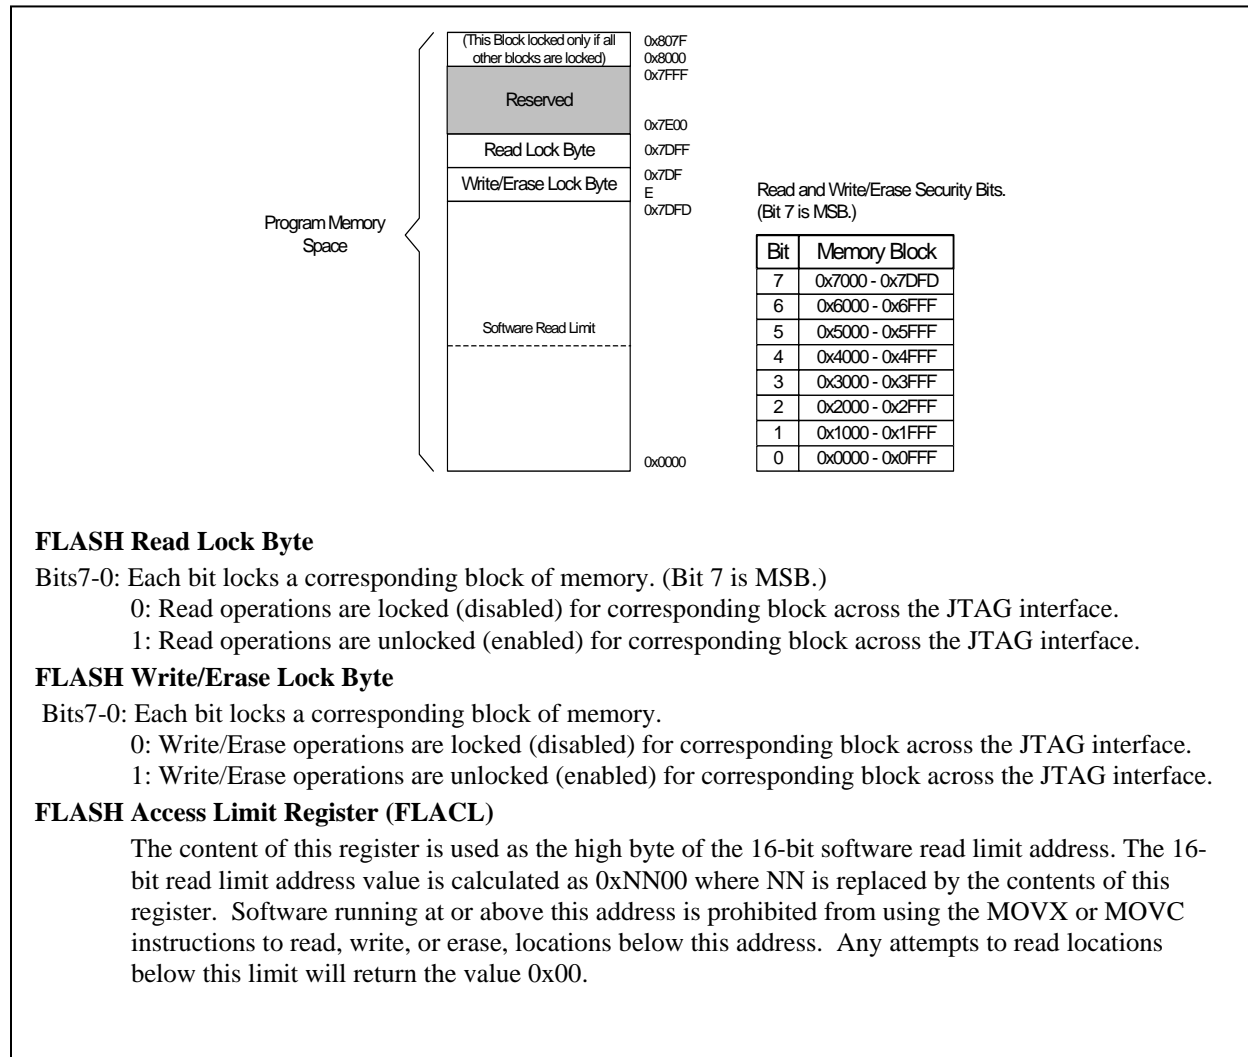 (This Block locked only if all
other blocks are locked)
0x807F
0x8000
0x7FFF
Reserved
0x7E00
Read Lock Byte
0x7DFF
Write/Erase Lock Byte
0x7DF
E
0x7DFD
Program Memory
Space
Software Read Limit
0x0000
Read and Write/Erase Security Bits.
(Bit 7 is MSB.)
Bit Memory Block
7 0x7000 - 0x7DFD
6 0x6000 - 0x6FFF
5 0x5000 - 0x5FFF
4 0x4000 - 0x4FFF
3 0x3000 - 0x3FFF
2 0x2000 - 0x2FFF
1 0x1000 - 0x1FFF
0 0x0000 - 0x0FFF
FLASH Read Lock Byte
Bits7-0: Each bit locks a corresponding block of memory. (Bit 7 is MSB.)
0: Read operations are locked (disabled) for corresponding block across the JTAG interface.
1: Read operations are unlocked (enabled) for corresponding block across the JTAG interface.
FLASH Write/Erase Lock Byte
Bits7-0: Each bit locks a corresponding block of memory.
0: Write/Erase operations are locked (disabled) for corresponding block across the JTAG interface.
1: Write/Erase operations are unlocked (enabled) for corresponding block across the JTAG interface.
FLASH Access Limit Register (FLACL)
The content of this register is used as the high byte of the 16-bit software read limit address. The 16-
bit read limit address value is calculated as 0xNN00 where NN is replaced by the contents of this
register. Software running at or above this address is prohibited from using the MOVX or MOVC
instructions to read, write, or erase, locations below this address. Any attempts to read locations
below this limit will return the value 0x00.